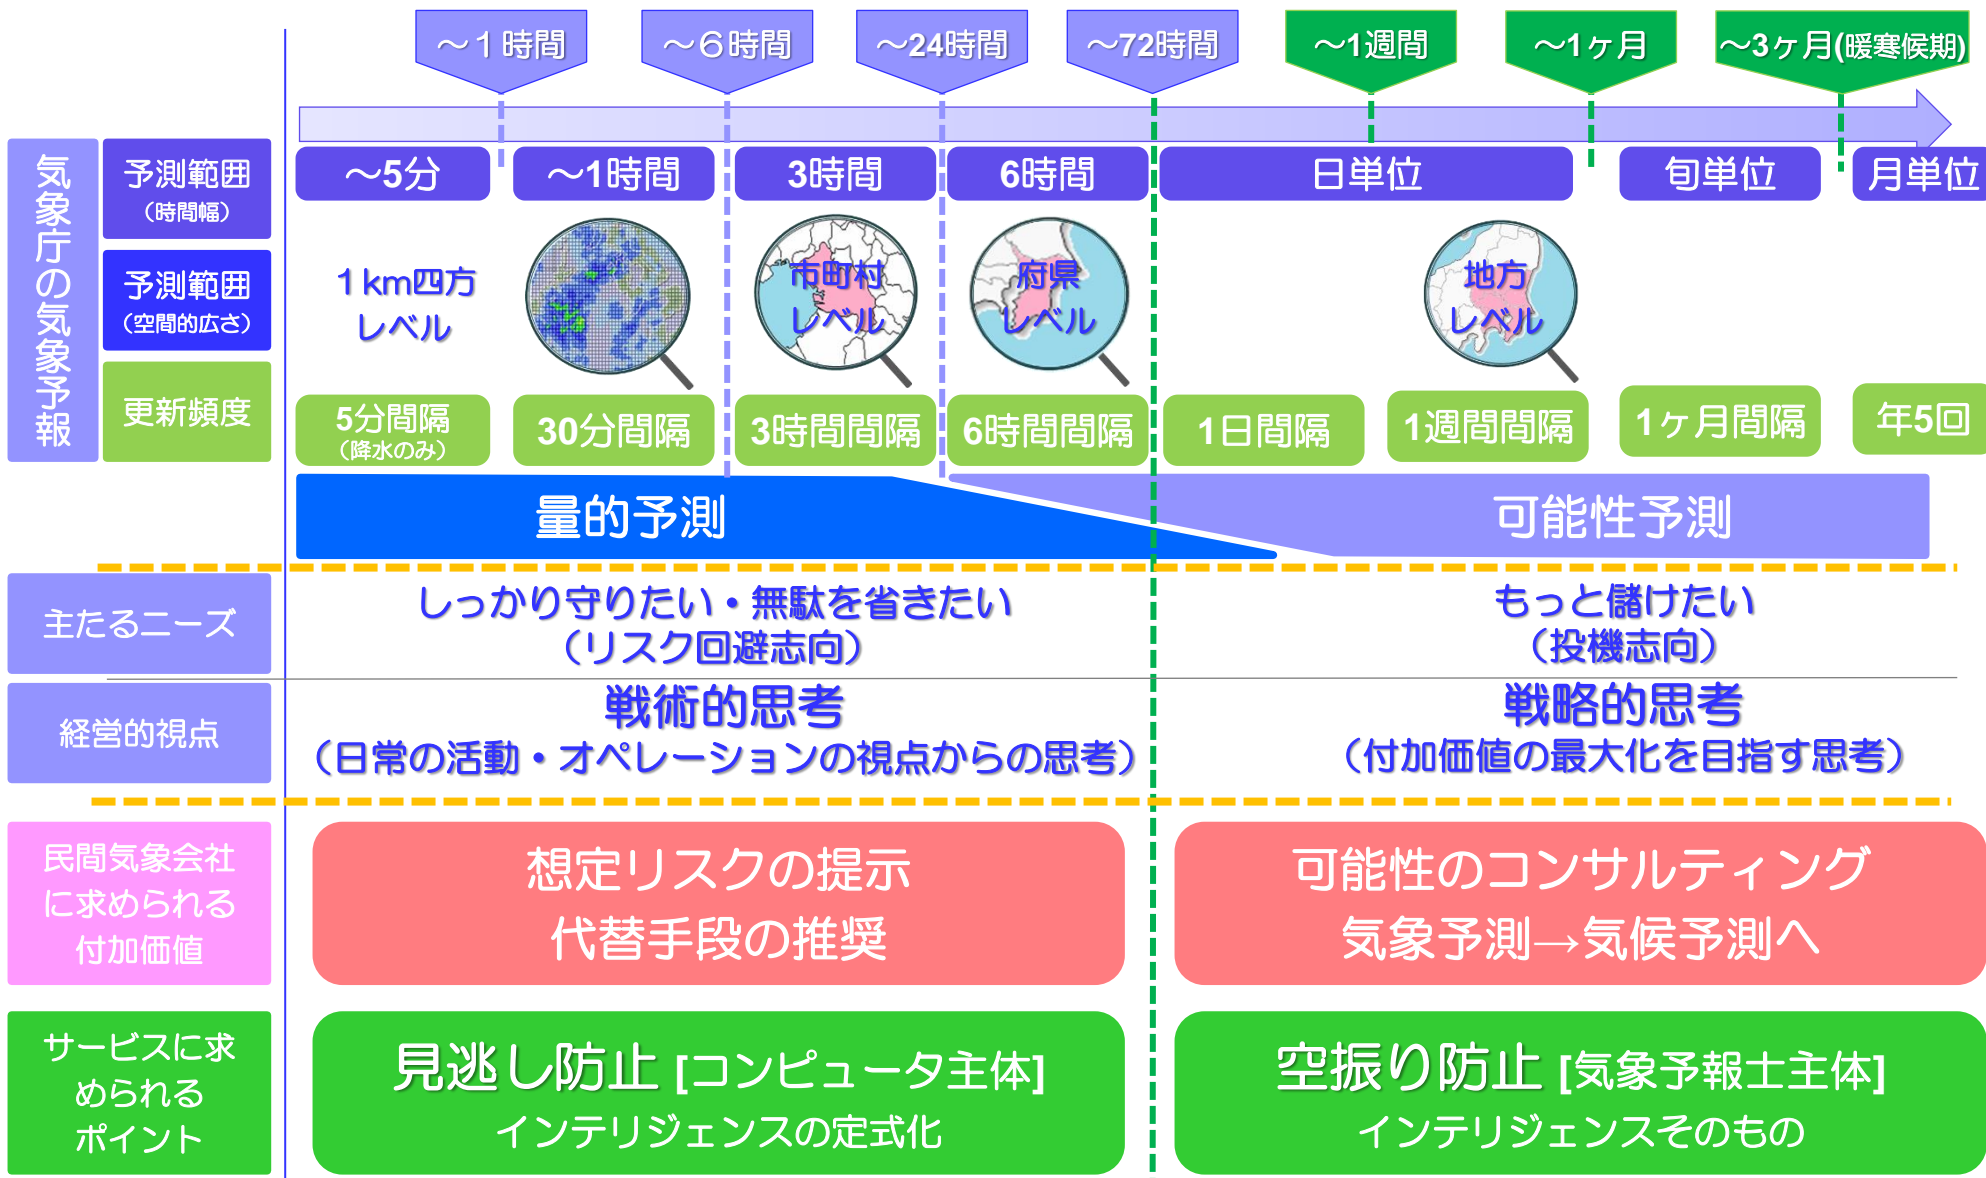 ～１時間
～６時間
～24時間
～72時間
～1週間
～1ヶ月
～3ヶ月(暖寒候期)
気象庁の気象予報
予測範囲
（時間幅）
～5分
～1時間
3時間
6時間
日単位
旬単位
月単位
予測範囲
（空間的広さ）
１km四方
レベル
市町村
レベル
府県
レベル
地方
レベル
更新頻度
5分間隔
（降水のみ）
30分間隔
3時間間隔
6時間間隔
1日間隔
1週間間隔
1ヶ月間隔
年5回
量的予測
可能性予測
主たるニーズ
しっかり守りたい・無駄を省きたい
（リスク回避志向）
もっと儲けたい
（投機志向）
経営的視点
戦術的思考
（日常の活動・オペレーションの視点からの思考）
戦略的思考
（付加価値の最大化を目指す思考）
民間気象会社
に求められる
付加価値
想定リスクの提示
代替手段の推奨
可能性のコンサルティング
気象予測→気候予測へ
サービスに求
められる
ポイント
見逃し防止 [コンピュータ主体]
インテリジェンスの定式化
空振り防止 [気象予報士主体]
インテリジェンスそのもの